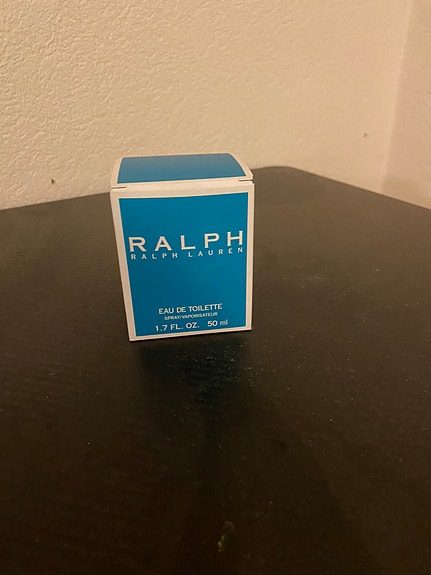 RALPH
RALPH LAUREN
EAU DE TOILETTE
SPRAY/VAPORISATEUR
1.7 FL. OZ. 50 ml